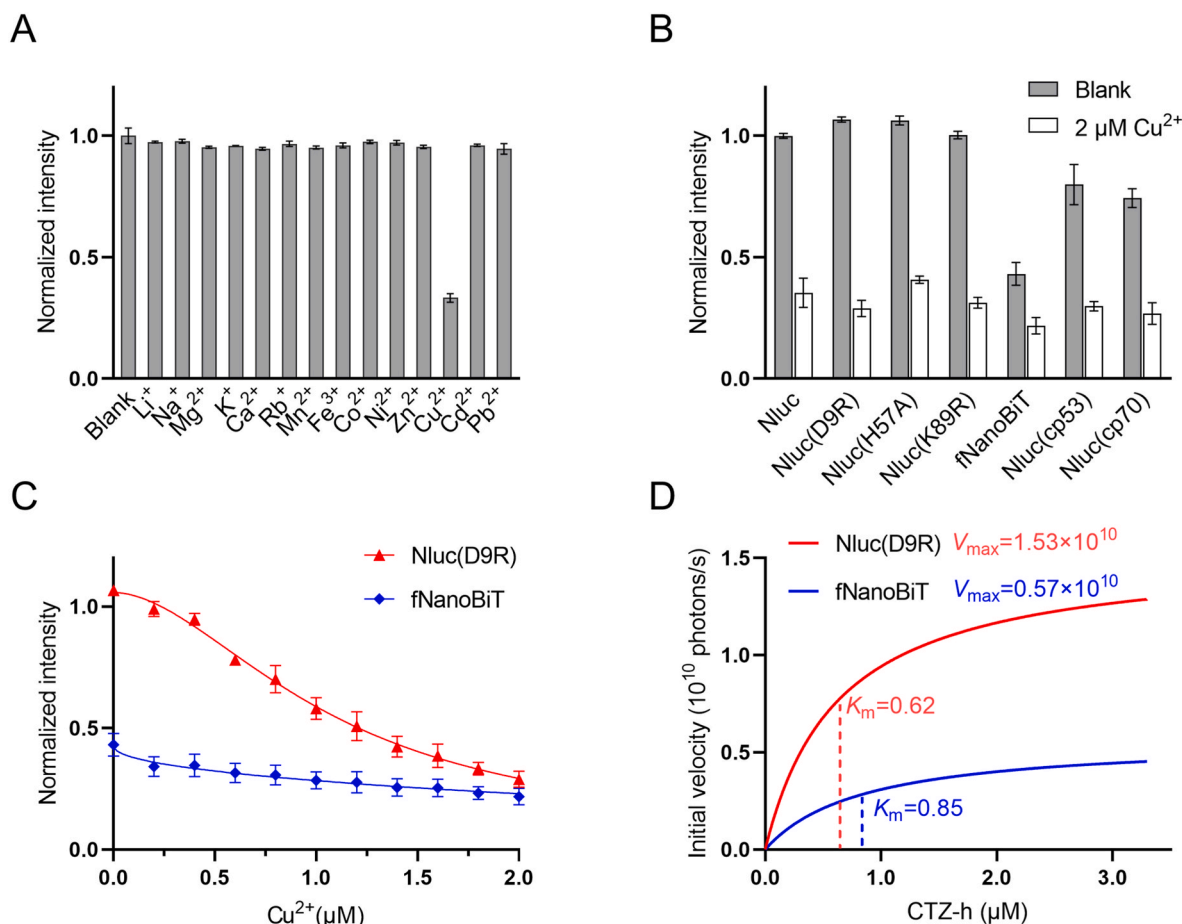 A
Normalized intensity
1.0
0.5
0.0
Blank
Li⁺
Na⁺
Mg²⁺
K⁺
Ca²⁺
Rb⁺
Mn²⁺
Fe³⁺
Co²⁺
Ni²⁺
Zn²⁺
Cu²⁺
Cd²⁺
Pb²⁺
B
Blank
2 μM Cu²⁺
Normalized intensity
1.0
0.5
0.0
Nluc
Nluc(D9R)
Nluc(H57A)
Nluc(K89R)
fNanoBiT
Nluc(cp53)
Nluc(cp70)
C
Nluc(D9R)
fNanoBiT
Normalized intensity
1.0
0.5
0.0
0.0 0.5 1.0 1.5 2.0
Cu²⁺(μM)
D
Nluc(D9R) Vmax=1.53×10¹⁰
fNanoBiT Vmax=0.57×10¹⁰
Initial velocity (10¹⁰ photons/s)
1.5
1.0
0.5
0.0
Km=0.62
Km=0.85
0.0 1.0 2.0 3.0
CTZ-h (μM)